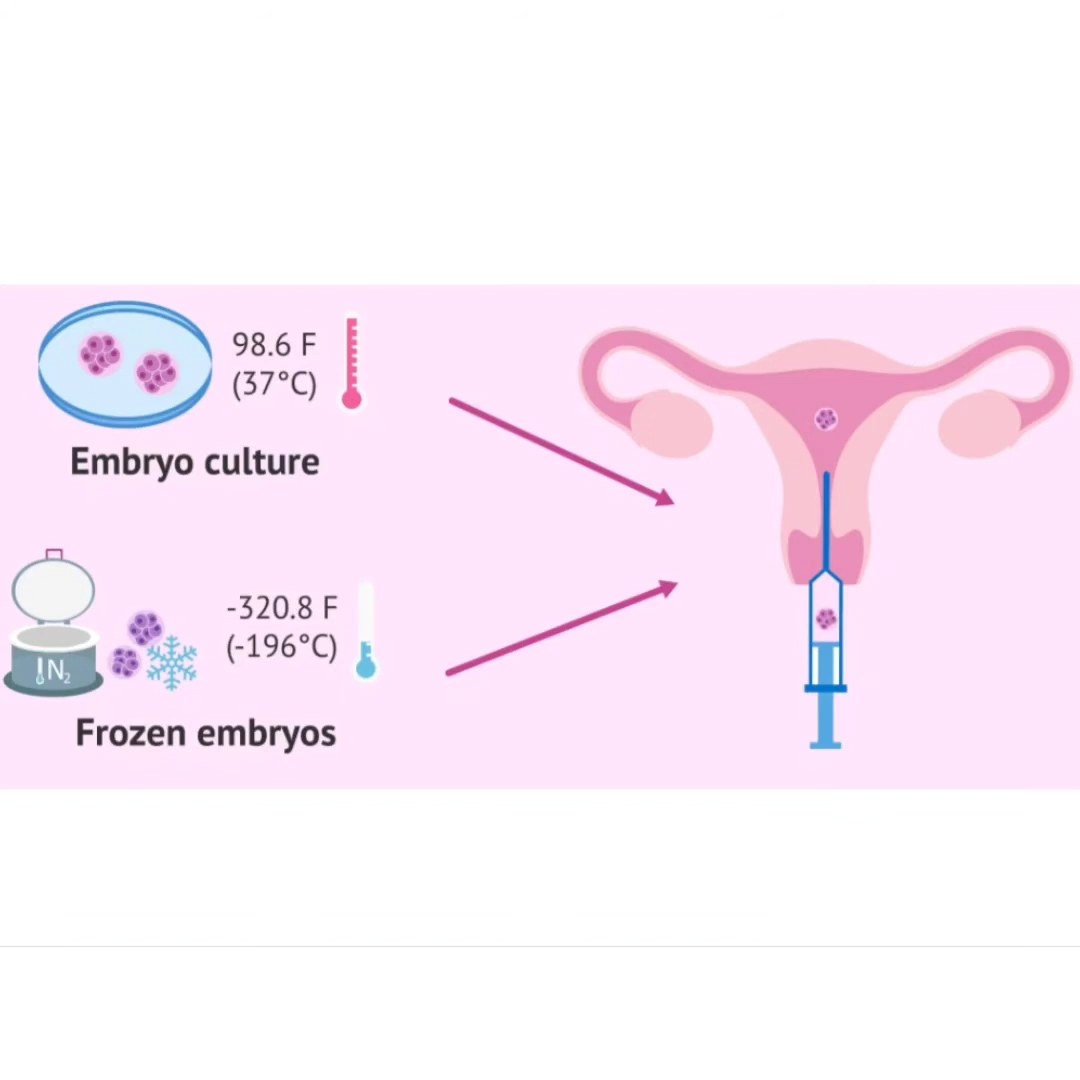 98.6 F
(37°C)
Embryo culture
-320.8 F
(-196°C)
N₂
Frozen embryos